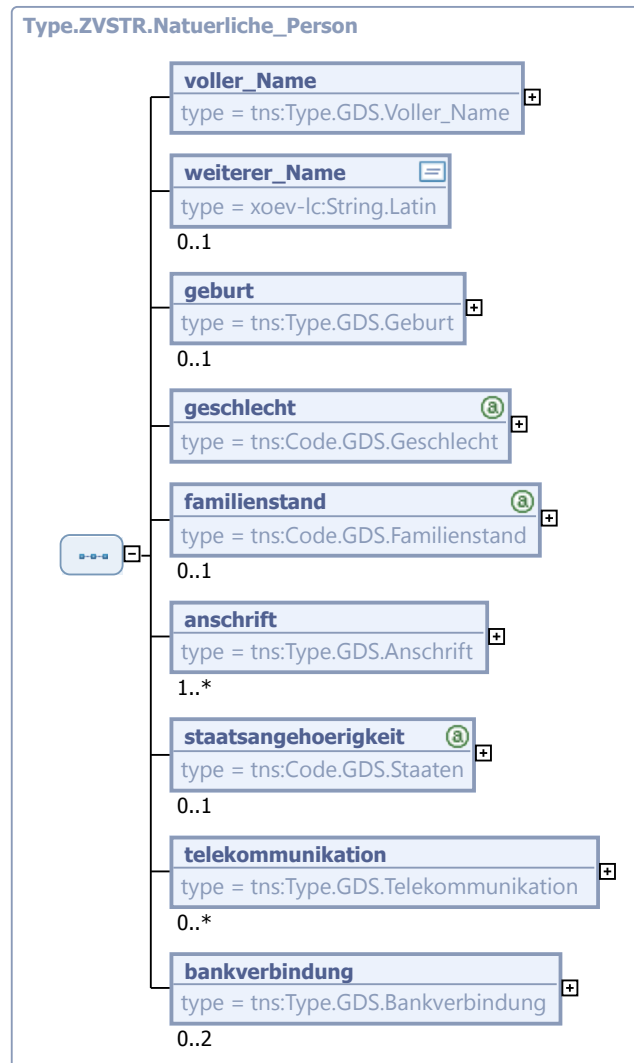 Type.ZVSTR.Natuerliche_Person
voller_Name
type = tns:Type.GDS.Voller_Name
weiterer_Name
type = xoev-lc:String.Latin
0..1
geburt
type = tns:Type.GDS.Geburt
0..1
geschlecht
type = tns:Code.GDS.Geschlecht
familienstand
type = tns:Code.GDS.Familienstand
0..1
anschrift
type = tns:Type.GDS.Anschrift
1..*
staatsangehoerigkeit
type = tns:Code.GDS.Staaten
0..1
telekommunikation
type = tns:Type.GDS.Telekommunikation
0..*
bankverbindung
type = tns:Type.GDS.Bankverbindung
0..2